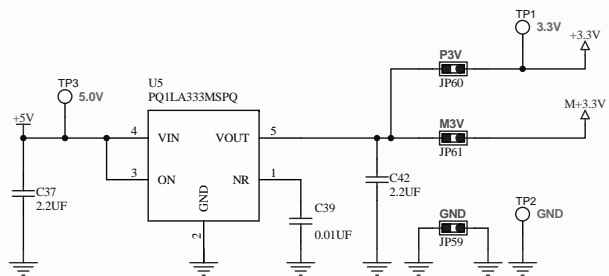 TP1
3.3V
+3.3V
P3V
JP60
U5
PQ1LA333MSPQ
TP3
5.0V
M+3.3V
+5V
4
VIN
VOUT
5
M3V
JP61
3
ON
NR
1
C37
2.2UF
GND
2
C39
0.01UF
C42
2.2UF
GND
JP59
TP2
GND